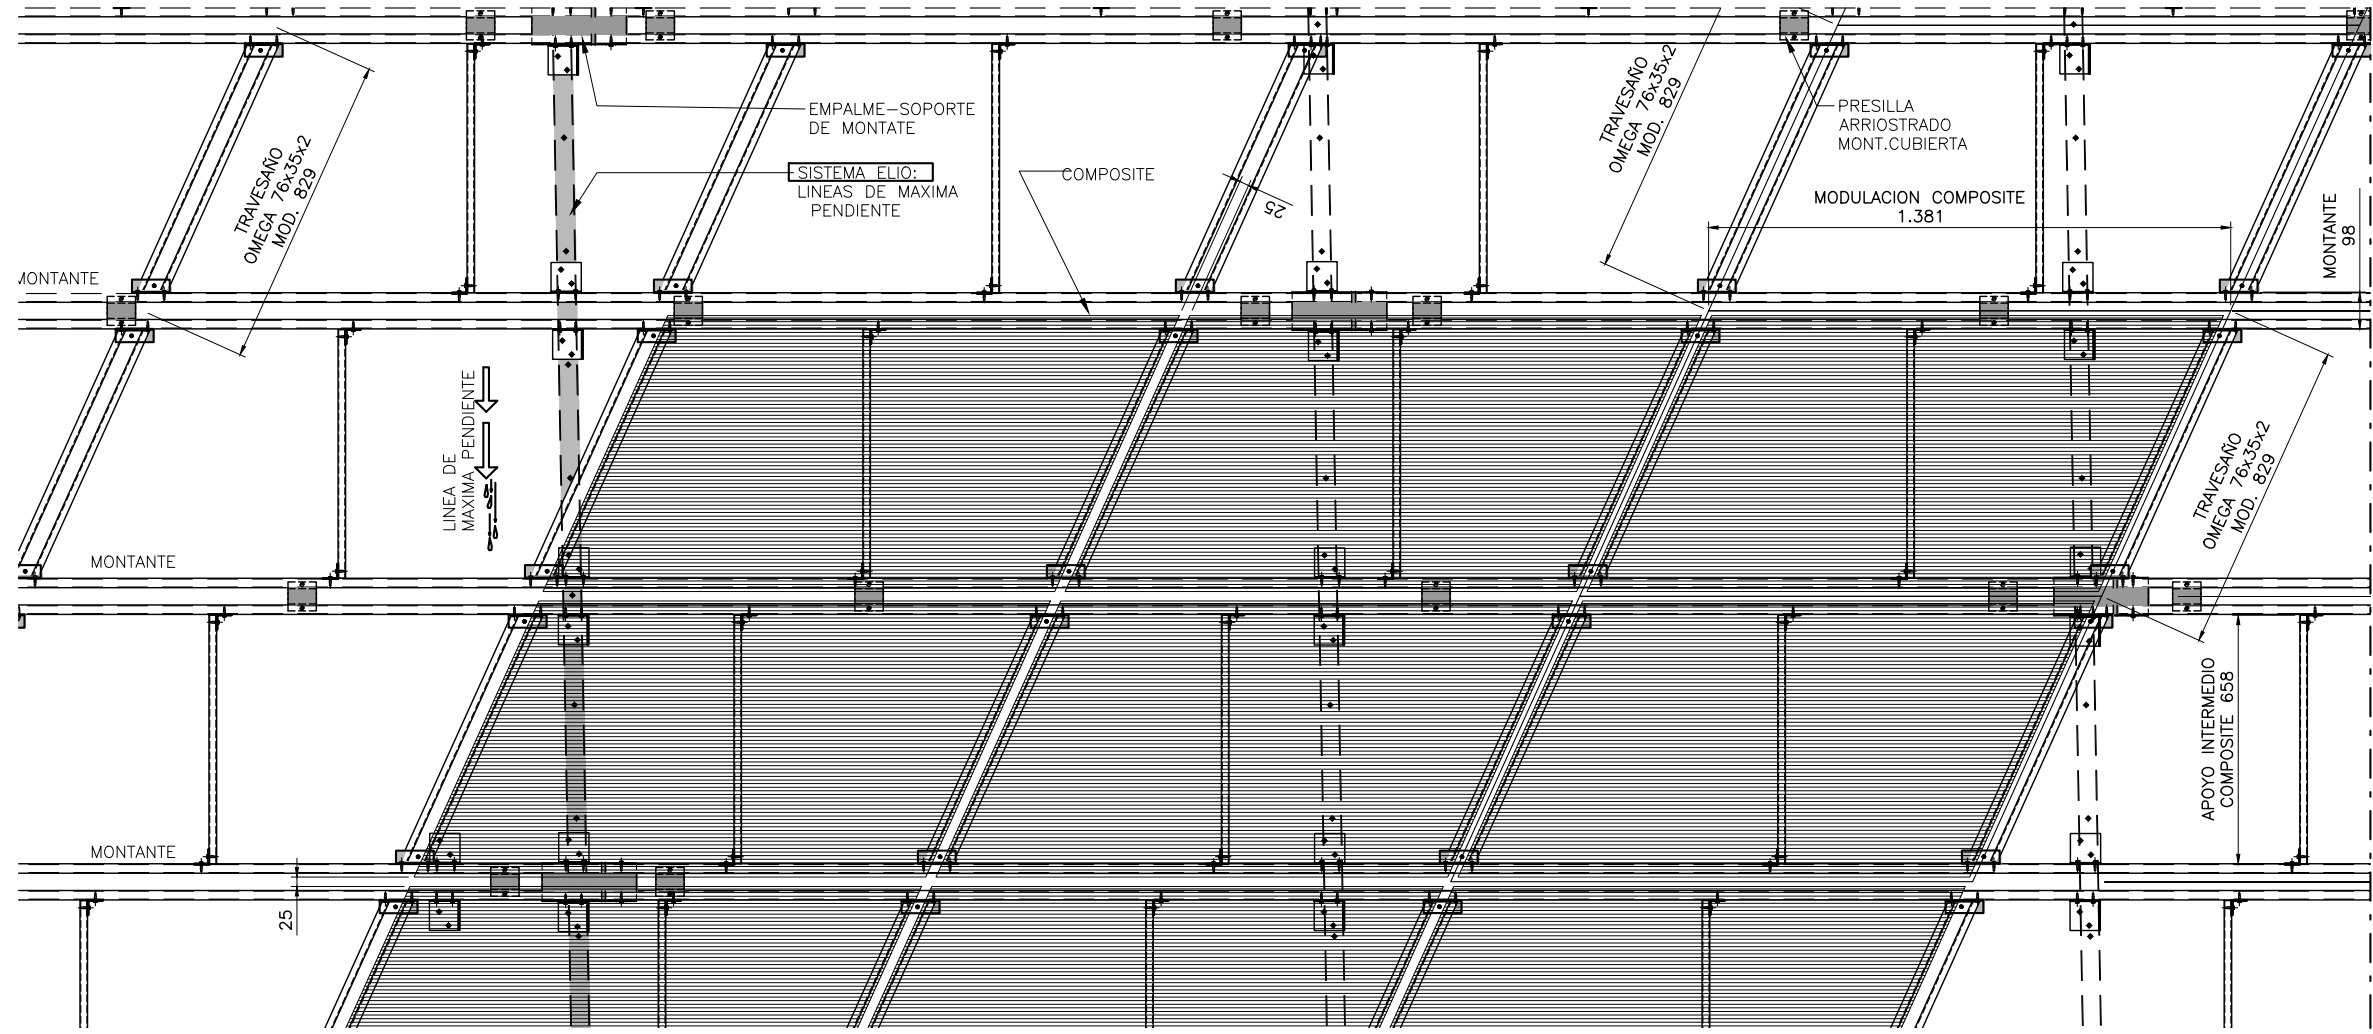 TRAVESAÑO
OMEGA 76x35x2
MOD. 829
EMPALME-SOPORTE
DE MONTATE
SISTEMA ELIO:
LINEAS DE MAXIMA
PENDIENTE
COMPOSITE
25
TRAVESAÑO
OMEGA 76x35x2
MOD. 829
PRESILLA
ARRIOSTRADO
MONT.CUBIERTA
MODULACION COMPOSITE
1.381
MONTANTE
98
MONTANTE
LINEA DE
MAXIMA PENDIENTE
TRAVESAÑO
OMEGA 76x35x2
MOD. 829
MONTANTE
APOYO INTERMEDIO
COMPOSITE 658
MONTANTE
25